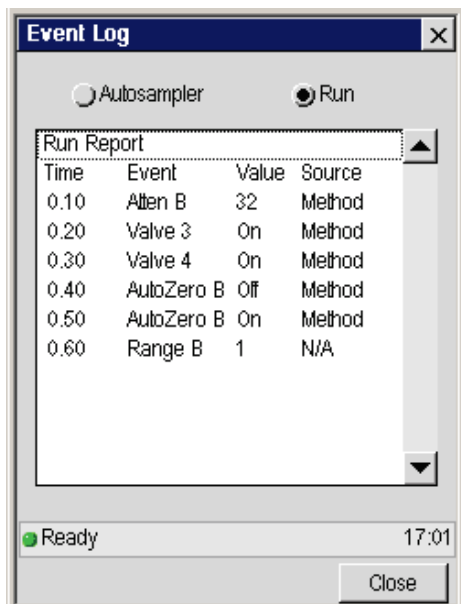 Event Log
Autosampler Run
Run Report
Time Event Value Source
0.10 Atten B 32 Method
0.20 Valve 3 On Method
0.30 Valve 4 On Method
0.40 AutoZero B Off Method
0.50 AutoZero B On Method
0.60 Range B 1 N/A
Ready 17:01
Close